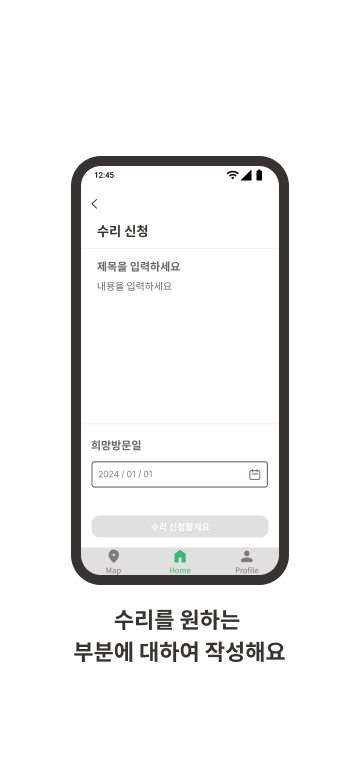 12:45
수리 신청
제목을 입력하세요
내용을 입력하세요
희망방문일
2024 / 01 / 01
수리 신청할게요
Map
Home
Profile
수리를 원하는
부분에 대하여 작성해요